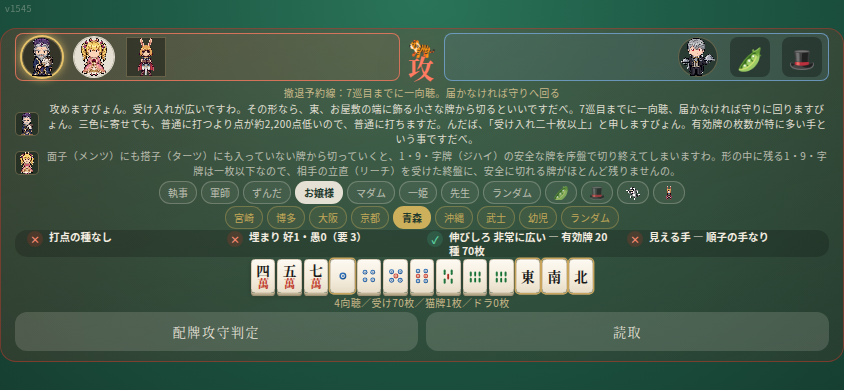 v1545
攻
撤退予約線：7巡目までに一向聴。届かなければ守りへ回る
攻めますぴょん。受け入れが広いですわ。その形なら、東、お屋敷の端に飾る小さな牌から切るといいですだべ。7巡目までに一向聴、届かなければ守りに回りますぴ
ょん。三色に寄せても、普通に打つより点が約2,200点低いので、普通に打ちますだ。んだば、「受け入れ二十枚以上」と申しますぴょん。有効牌の枚数が特に多い手と
いう事ですだべ。
面子（メンツ）にも搭子（ターツ）にも入っていない牌から切っていくと、1・9・字牌（ジハイ）の安全な牌を序盤で切り終えてしまいますわ。形の中に残る1・9・字
牌は一枚以下なので、相手の立直（リーチ）を受けた終盤に、安全に切れる牌がほとんど残りませんの。
執事 軍師 ずんだ お嬢様 マダム 一姫 先生 ランダム
宮崎 博多 大阪 京都 青森 沖縄 武士 幼児 ランダム
打点の種なし
埋まり 好1・愚0（要 3）
伸びしろ 非常に広い — 有効牌 20
種 70枚
見える手 — 順子の手なり
四萬 五萬 七萬 東 南 北
4向聴／受け70枚／猫牌1枚／ドラ0枚
配牌攻守判定
読取